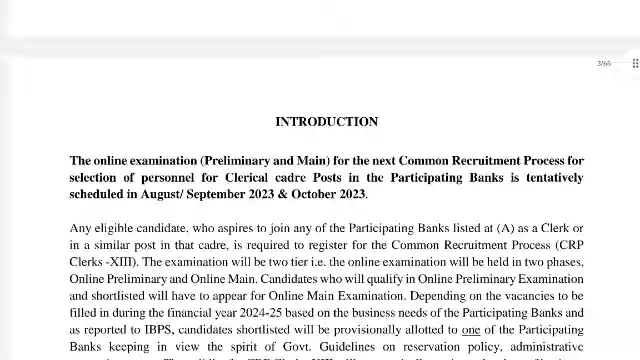 3/66
INTRODUCTION
The online examination (Preliminary and Main) for the next Common Recruitment Process for
selection of personnel for Clerical cadre Posts in the Participating Banks is tentatively
scheduled in August/ September 2023 & October 2023.
Any eligible candidate, who aspires to join any of the Participating Banks listed at (A) as a Clerk or
in a similar post in that cadre, is required to register for the Common Recruitment Process (CRP
Clerks -XIII). The examination will be two tier i.e. the online examination will be held in two phases,
Online Preliminary and Online Main. Candidates who will qualify in Online Preliminary Examination
and shortlisted will have to appear for Online Main Examination. Depending on the vacancies to be
filled in during the financial year 2024-25 based on the business needs of the Participating Banks and
as reported to IBPS, candidates shortlisted will be provisionally allotted to one of the Participating
Banks keeping in view the spirit of Govt. Guidelines on reservation policy, administrative